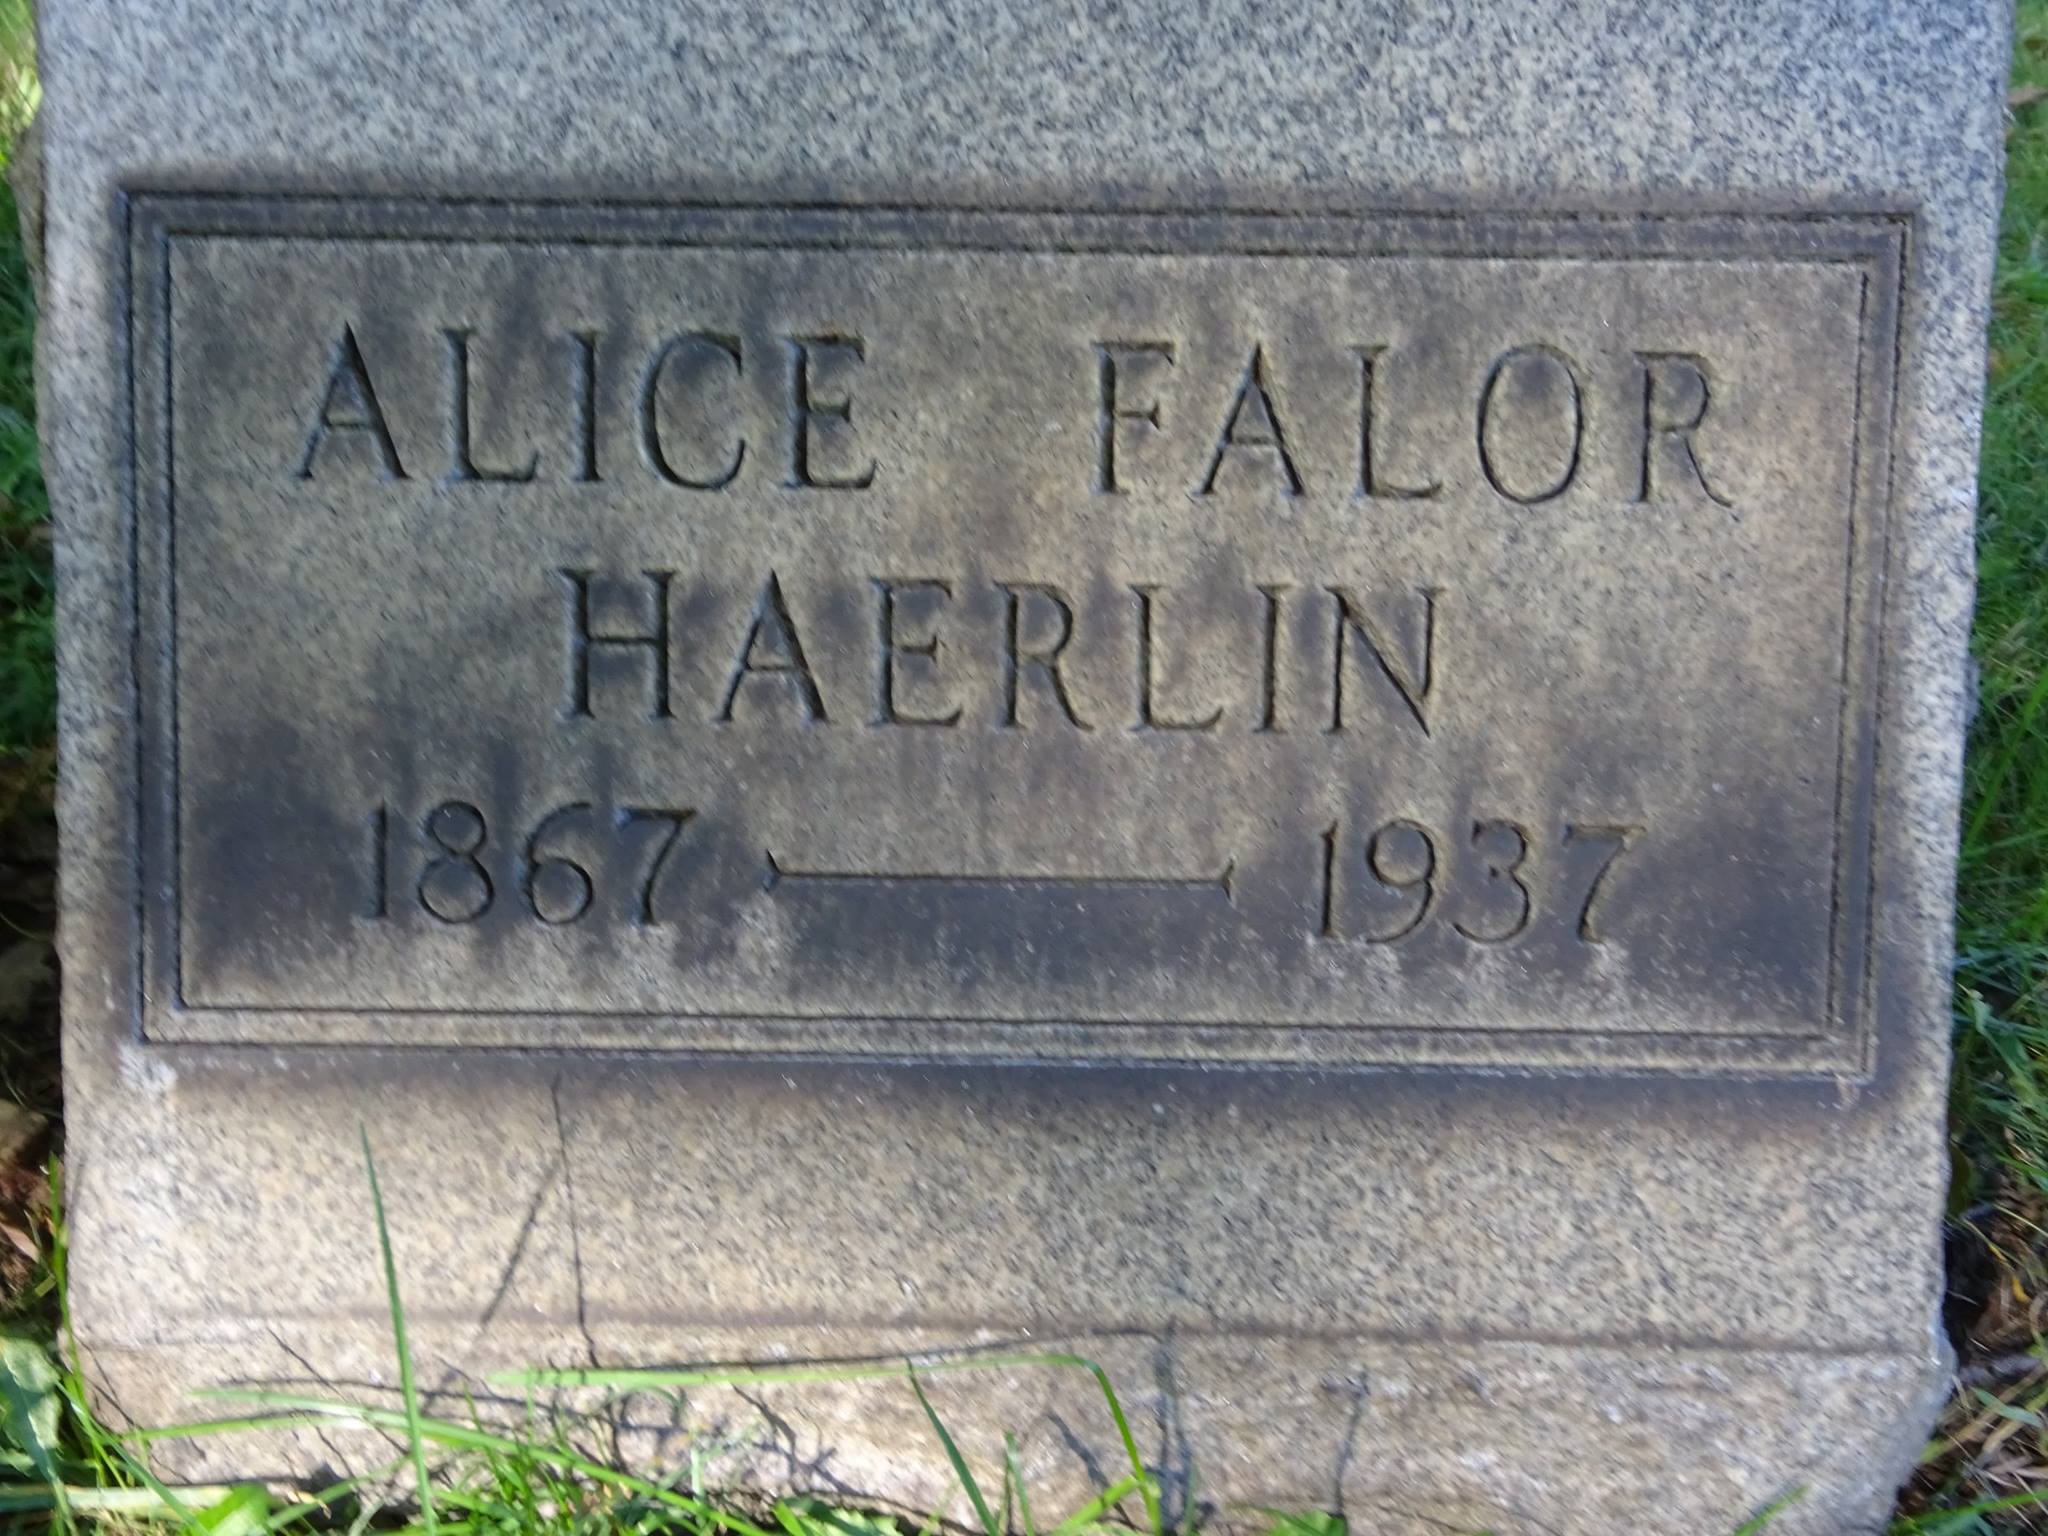 ALICE FALOR
HAERLIN
1867 — 1937